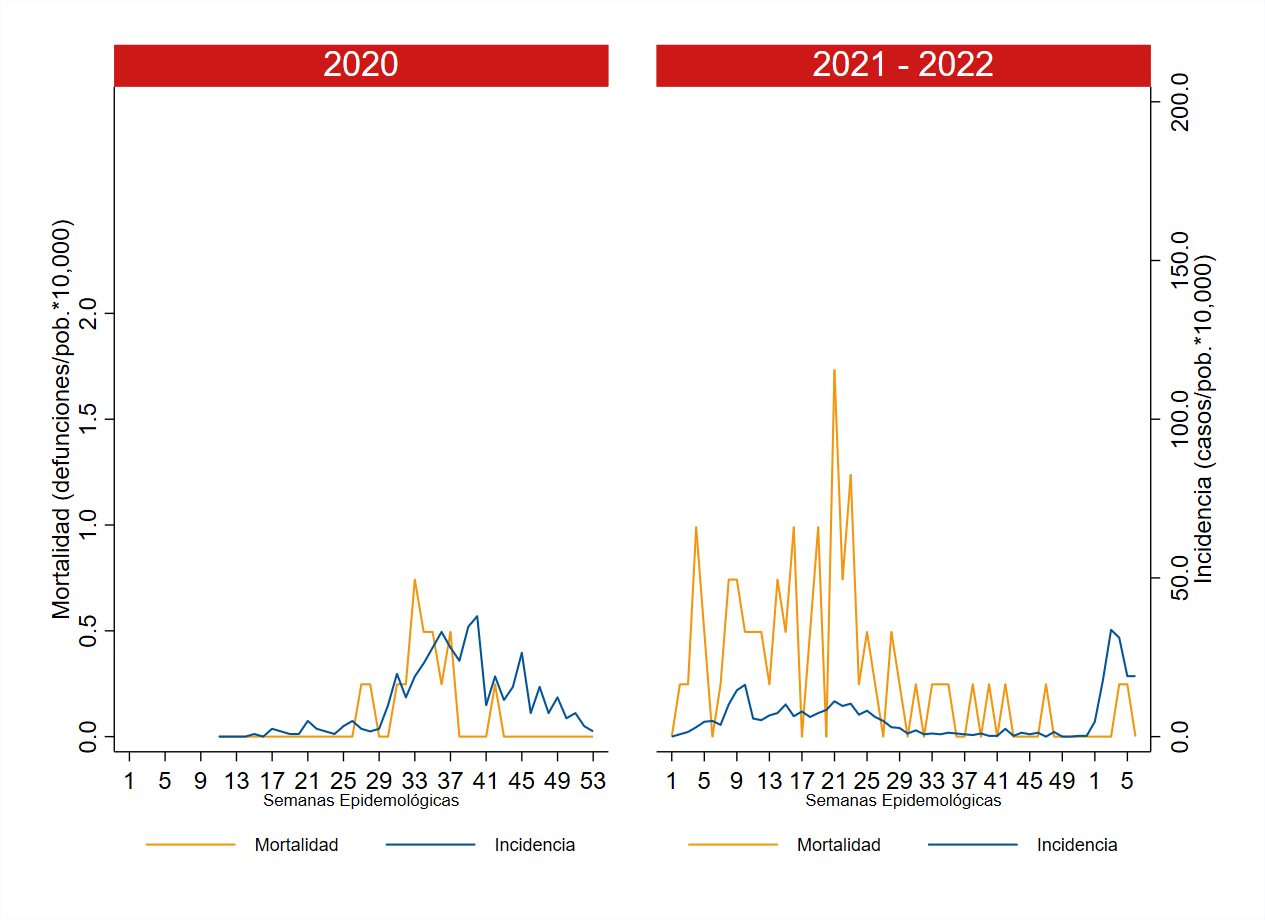 2020
2021 - 2022
Mortalidad (defunciones/pob.*10,000)
2.0
1.5
1.0
0.5
0.0
1 5 9 13 17 21 25 29 33 37 41 45 49 53
Semanas Epidemológicas
Mortalidad Incidencia
200.0
150.0
100.0
50.0
0.0
Incidencia (casos/pob.*10,000)
1 5 9 13 17 21 25 29 33 37 41 45 49 1 5
Semanas Epidemológicas
Mortalidad Incidencia